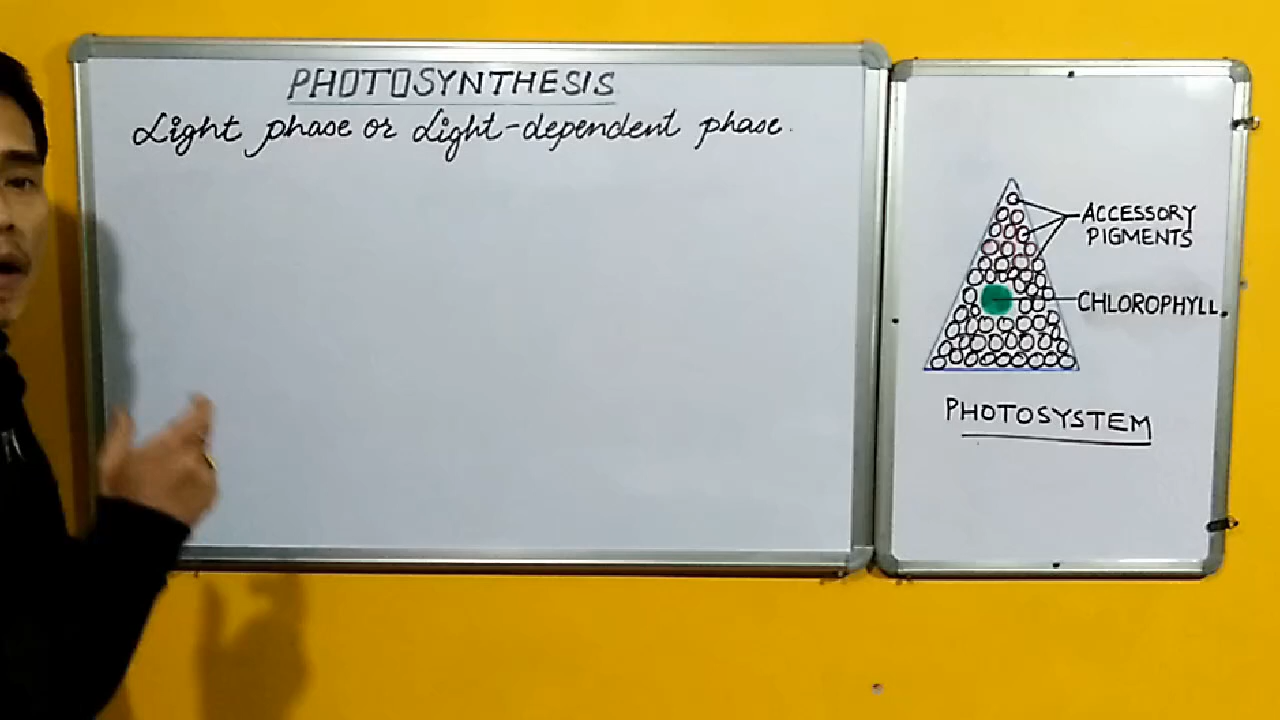 PHOTOSYNTHESIS
Light phase or Light-dependent phase.
ACCESSORY
PIGMENTS
CHLOROPHYLL.
PHOTOSYSTEM